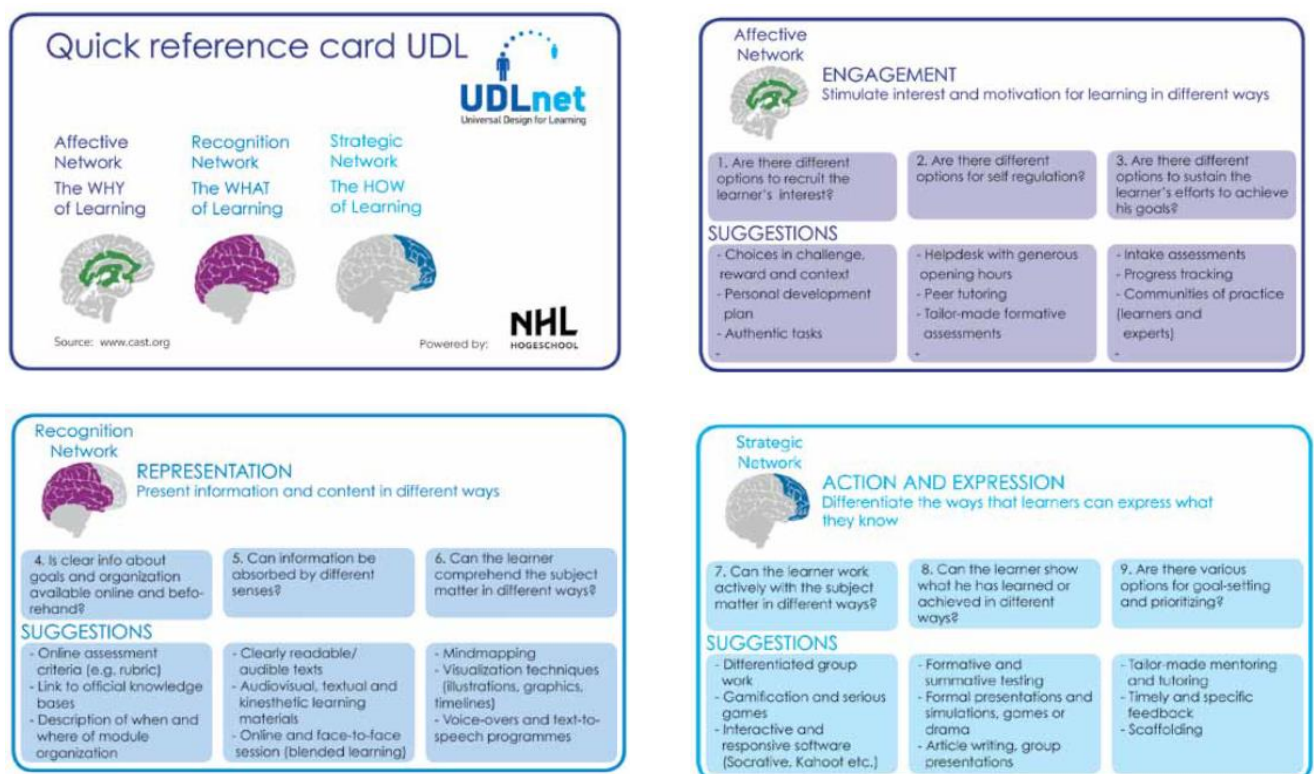 Quick reference card UDL
UDLnet
Universal Design for Learning
Affective
Network
The WHY
of Learning
Recognition
Network
The WHAT
of Learning
Strategic
Network
The HOW
of Learning
Source: www.cast.org
Powered by:
NHL
HOGESCHOOL
Affective
Network
ENGAGEMENT
Stimulate interest and motivation for learning in different ways
1. Are there different
options to recruit the
learner's interest?
2. Are there different
options for self regulation?
3. Are there different
options to sustain the
learner's efforts to achieve
his goals?
SUGGESTIONS
- Choices in challenge,
reward and context
- Personal development
plan
- Authentic tasks
-
- Helpdesk with generous
opening hours
- Peer tutoring
- Tailor-made formative
assessments
-
- Intake assessments
- Progress tracking
- Communities of practice
(learners and
experts)
-
Recognition
Network
REPRESENTATION
Present information and content in different ways
4. Is clear info about
goals and organization
available online and befo-
rehand?
5. Can information be
absorbed by different
senses?
6. Can the learner
comprehend the subject
matter in different ways?
SUGGESTIONS
- Online assessment
criteria (e.g. rubric)
- Link to official knowledge
bases
- Description of when and
where of module
organization
- Clearly readable/
audible texts
- Audiovisual, textual and
kinesthetic learning
materials
- Online and face-to-face
session (blended learning)
- Mindmapping
- Visualization techniques
(illustrations, graphics,
timelines)
- Voice-overs and text-to-
speech programmes
Strategic
Network
ACTION AND EXPRESSION
Differentiate the ways that learners can express what
they know
7. Can the learner work
actively with the subject
matter in different ways?
8. Can the learner show
what he has learned or
achieved in different
ways?
9. Are there various
options for goal-setting
and prioritizing?
SUGGESTIONS
- Differentiated group
work
- Gamification and serious
games
- Interactive and
responsive software
(Socrative, Kahoot etc.)
- Formative and
summative testing
- Formal presentations and
simulations, games or
drama
- Article writing, group
presentations
- Tailor-made mentoring
and tutoring
- Timely and specific
feedback
- Scaffolding